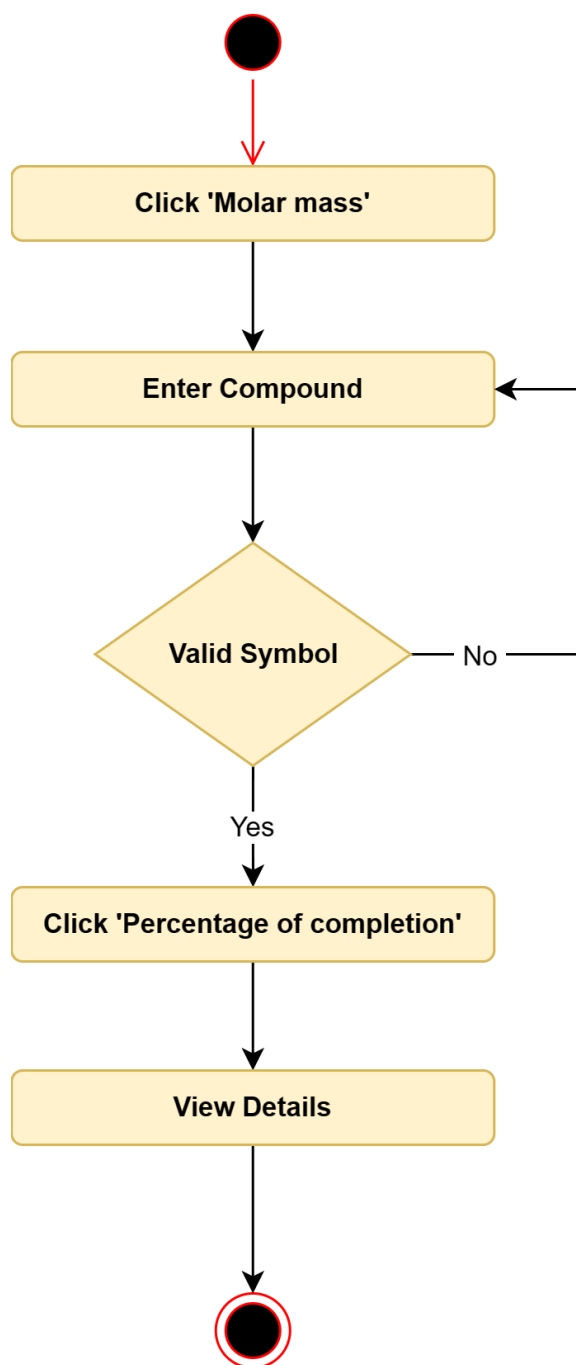 Click 'Molar mass'
Enter Compound
Valid Symbol
No
Yes
Click 'Percentage of completion'
View Details